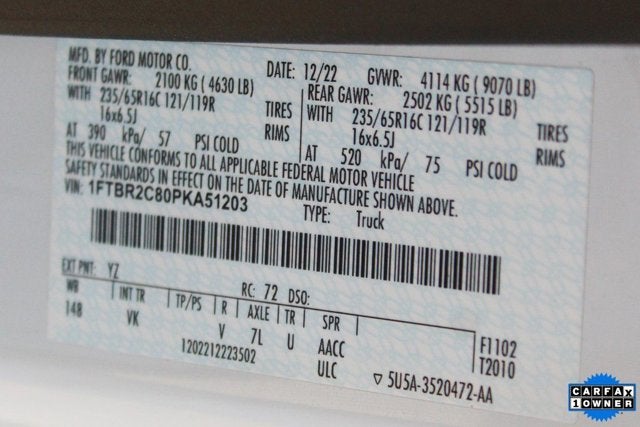 MFD. BY FORD MOTOR CO.
DATE: 12/22 GVWR: 4114 KG ( 9070 LB)
FRONT GAWR: 2100 KG ( 4630 LB) REAR GAWR: 2502 KG ( 5515 LB)
WITH 235/65R16C 121/119R TIRES WITH 235/65R16C 121/119R TIRES
16x6.5J RIMS 16x6.5J RIMS
AT 390 kPa/ 57 PSI COLD AT 520 kPa/ 75 PSI COLD
THIS VEHICLE CONFORMS TO ALL APPLICABLE FEDERAL MOTOR VEHICLE
SAFETY STANDARDS IN EFFECT ON THE DATE OF MANUFACTURE SHOWN ABOVE.
VIN: 1FTBR2C80PKA51203
TYPE: Truck
EXT PNT: YZ RC: 72 DSO:
WB INT TR TP/PS R AXLE TR SPR
148 VK V 7L U AACC F1102
1202212223502 ULC T2010
▽ 5U5A-3520472-AA
CARFAX
1 OWNER